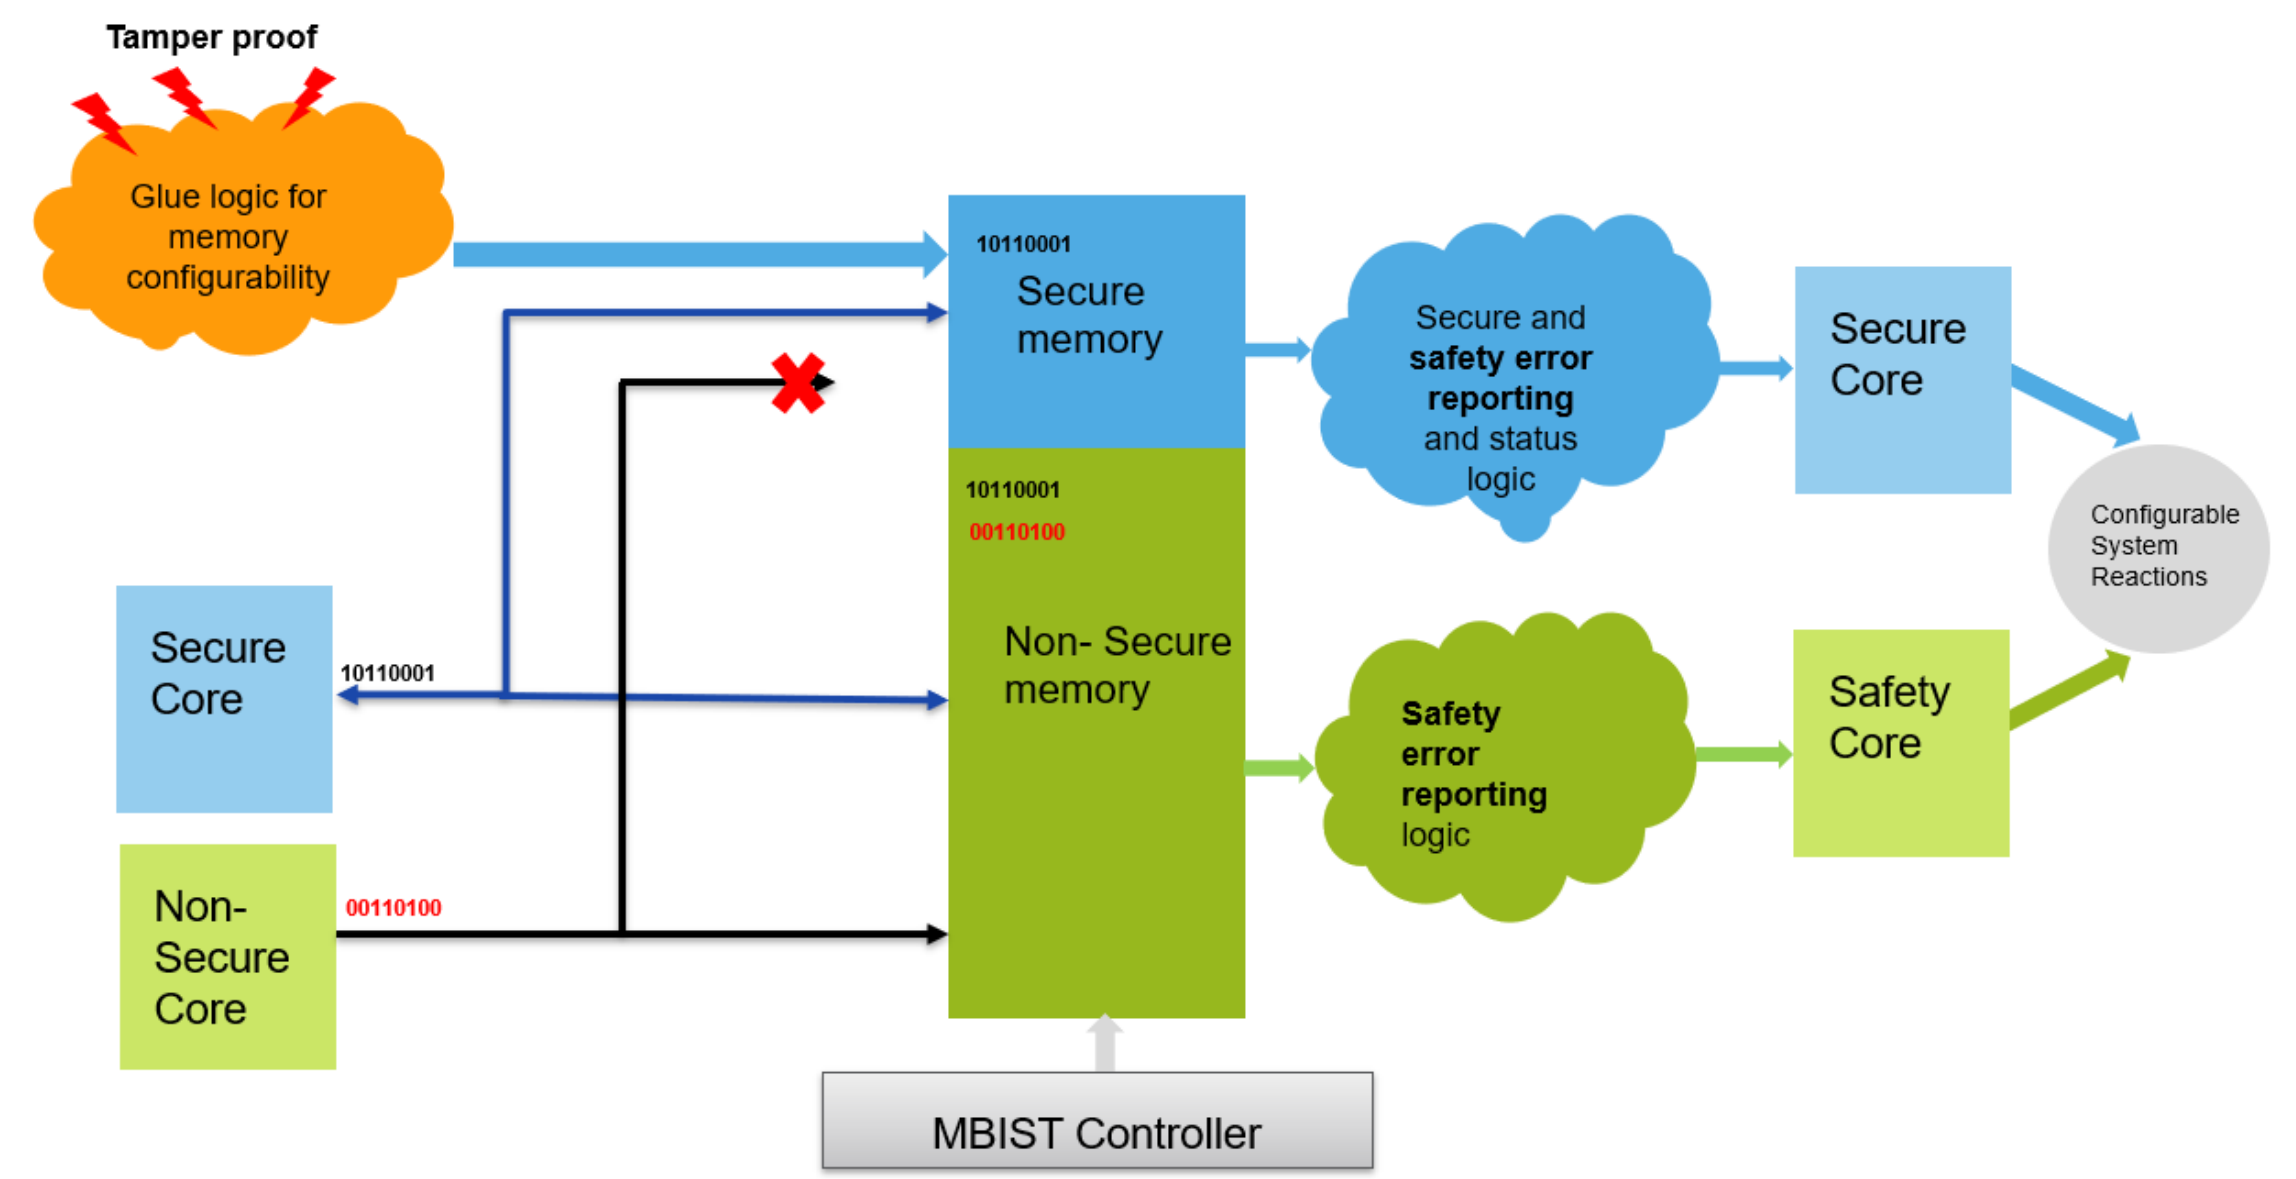 Tamper proof
Glue logic for
memory
configurability
10110001
Secure
memory
Secure and
safety error
reporting
and status
logic
Secure
Core
Configurable
System
Reactions
10110001
00110100
Non- Secure
memory
Secure
Core
10110001
Safety
error
reporting
logic
Safety
Core
Non-
Secure
Core
00110100
MBIST Controller